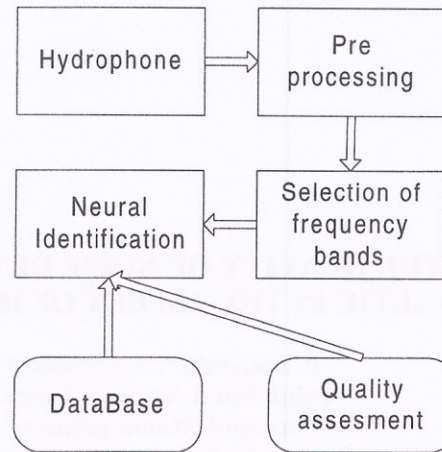 Hydrophone
Pre
processing
Neural
Identification
Selection of
frequency
bands
DataBase
Quality
assesment